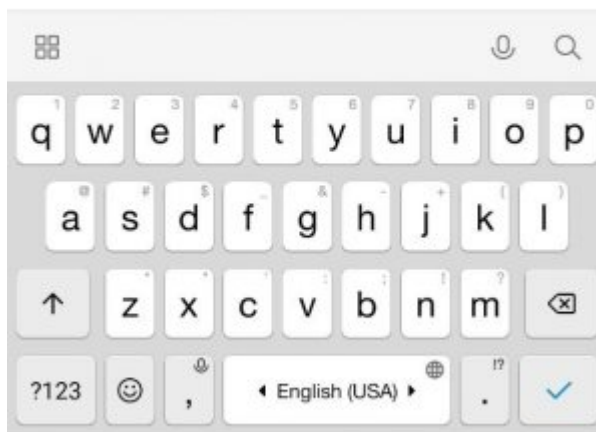 1 2 3 4 5 6 7 8 9 0
q w e r t y u i o p
@ # $ _ & - + ( )
a s d f g h j k l
: ; ! ?
z x c v b n m
!?
?123 , English (USA) .